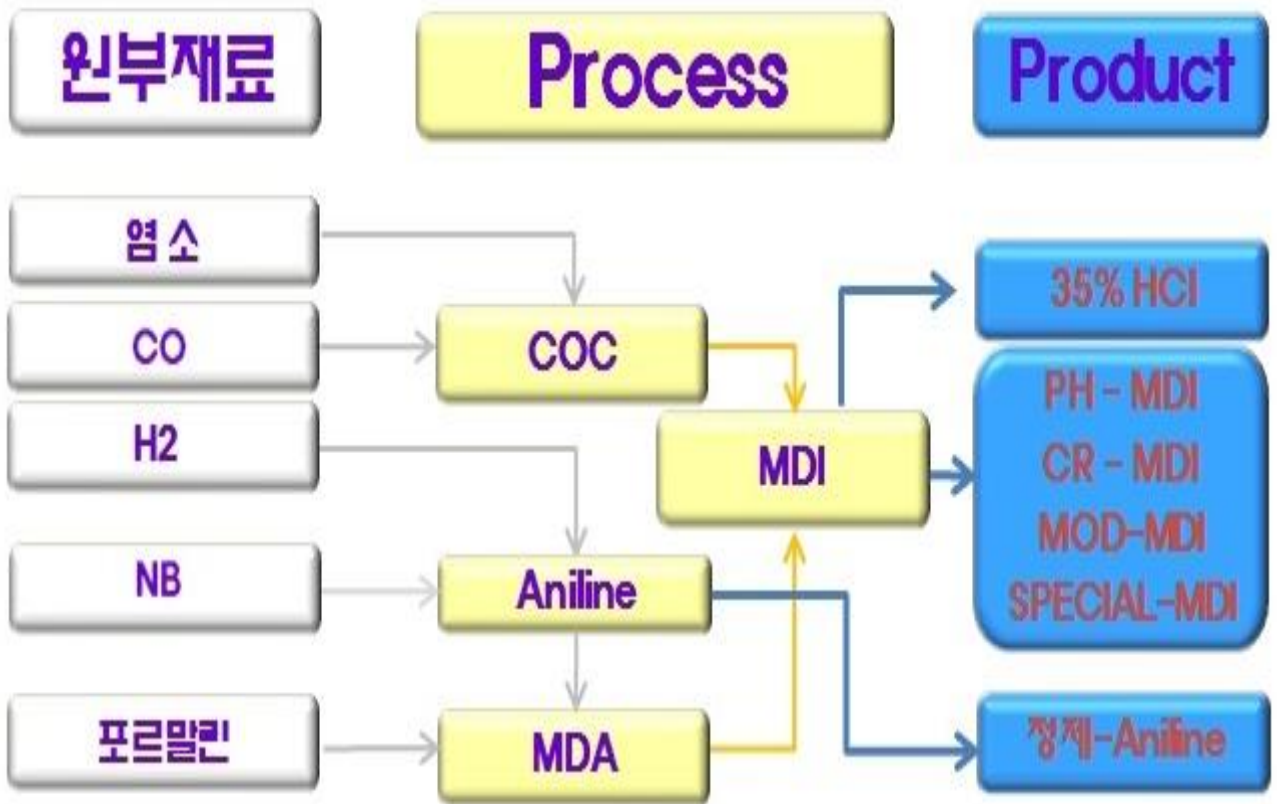 원부재료
Process
Product
염 소
CO
H2
NB
포르말린
COC
Aniline
MDA
MDI
35% HCl
PH - MDI
CR - MDI
MOD-MDI
SPECIAL-MDI
정제-Aniline